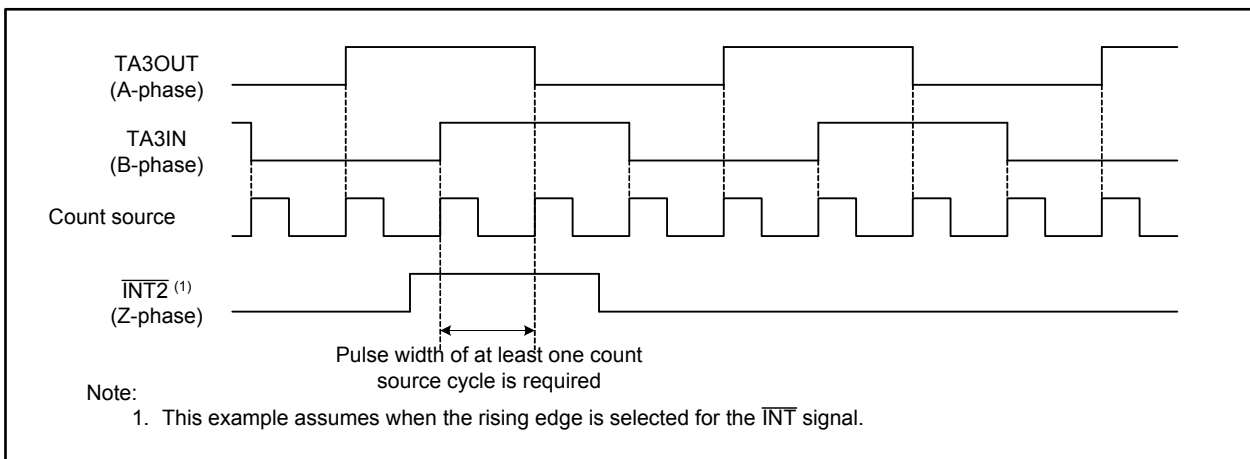 TA3OUT
(A-phase)
TA3IN
(B-phase)
Count source
INT2 (1)
(Z-phase)
Pulse width of at least one count
source cycle is required
Note:
1. This example assumes when the rising edge is selected for the INT signal.